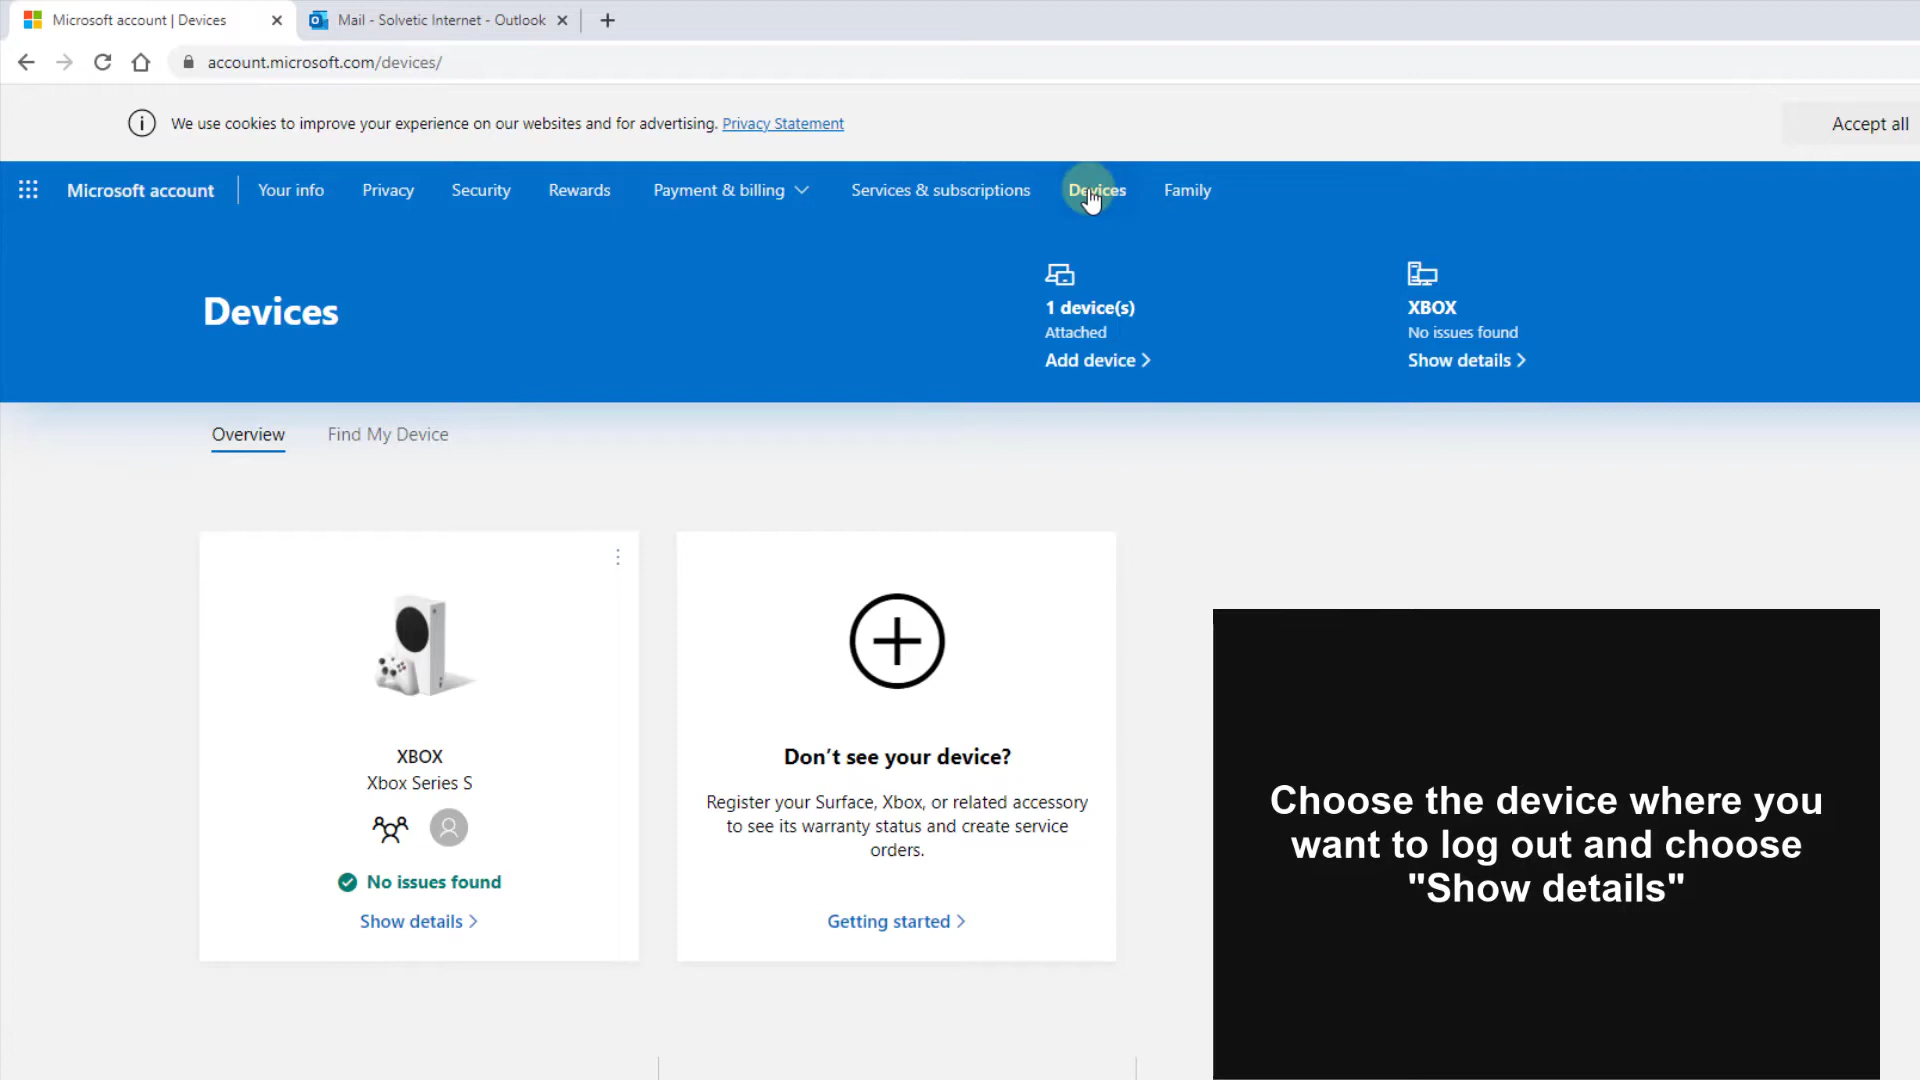 Microsoft account | Devices
Mail - Solvetic Internet - Outlook
account.microsoft.com/devices/
We use cookies to improve your experience on our websites and for advertising. Privacy Statement
Accept all
Microsoft account
Your info
Privacy
Security
Rewards
Payment & billing
Services & subscriptions
Devices
Family
Devices
1 device(s)
Attached
Add device
XBOX
No issues found
Show details
Overview
Find My Device
XBOX
Xbox Series S
No issues found
Show details
Don’t see your device?
Register your Surface, Xbox, or related accessory
to see its warranty status and create service
orders.
Getting started
Choose the device where you
want to log out and choose
"Show details"